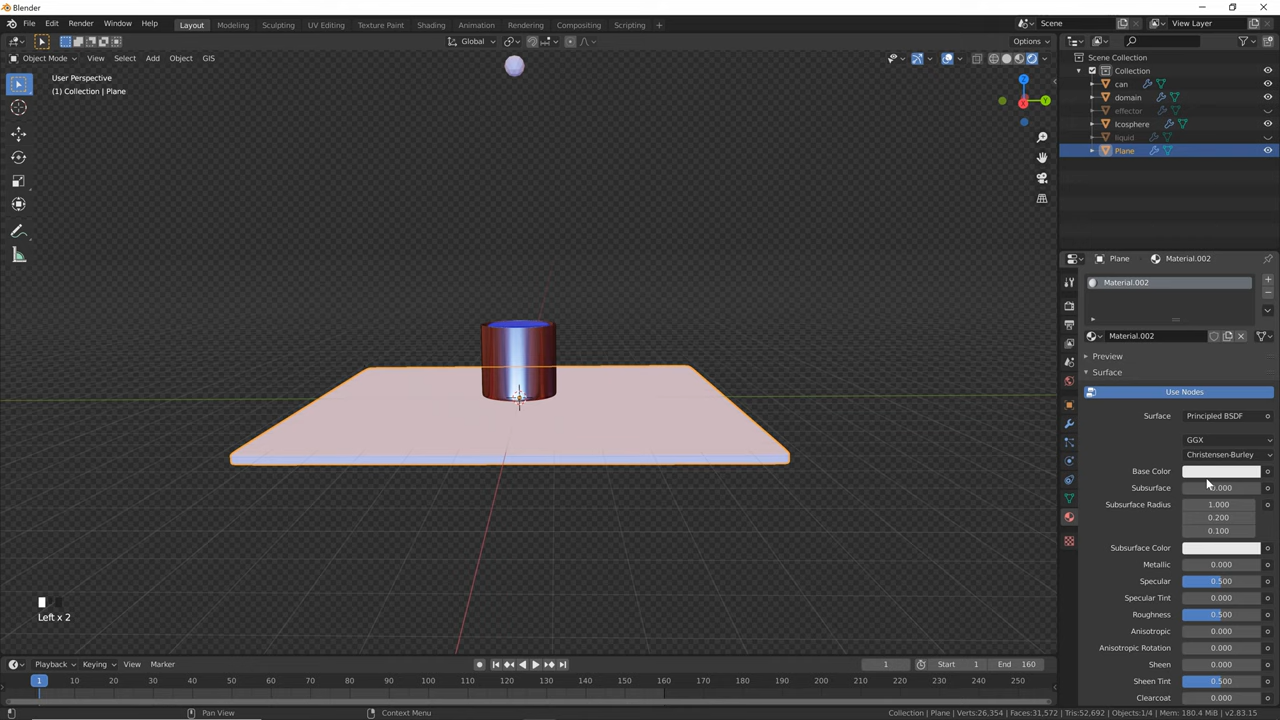 Blender
File Edit Render Window Help Layout Modeling Sculpting UV Editing Texture Paint Shading Animation Rendering Compositing Scripting Scene View Layer
Global Options
Object Mode View Select Add Object GIS
User Perspective
(1) Collection | Plane
X
Y
Z
Left x 2
Scene Collection
Collection
can
domain
effector
Icosphere
liquid
Plane
Plane Material.002
Material.002
Material.002
Preview
Surface
Use Nodes
Surface Principled BSDF
GGX
Christensen-Burley
Base Color
Subsurface 0.000
Subsurface Radius 1.000
0.200
0.100
Subsurface Color
Metallic 0.000
Specular 0.500
Specular Tint 0.000
Roughness 0.500
Anisotropic 0.000
Anisotropic Rotation 0.000
Sheen 0.000
Sheen Tint 0.500
Clearcoat 0.000
Playback Keying View Marker 1 Start 1 End 160
1 10 20 30 40 50 60 70 80 90 100 110 120 130 140 150 160 170 180 190 200 210 220 230 240 250
Pan View Context Menu Collection | Plane | Verts:26,354 | Faces:31,572 | Tris:52,692 | Objects:1/4 | Mem: 180.4 MiB | v2.83.15